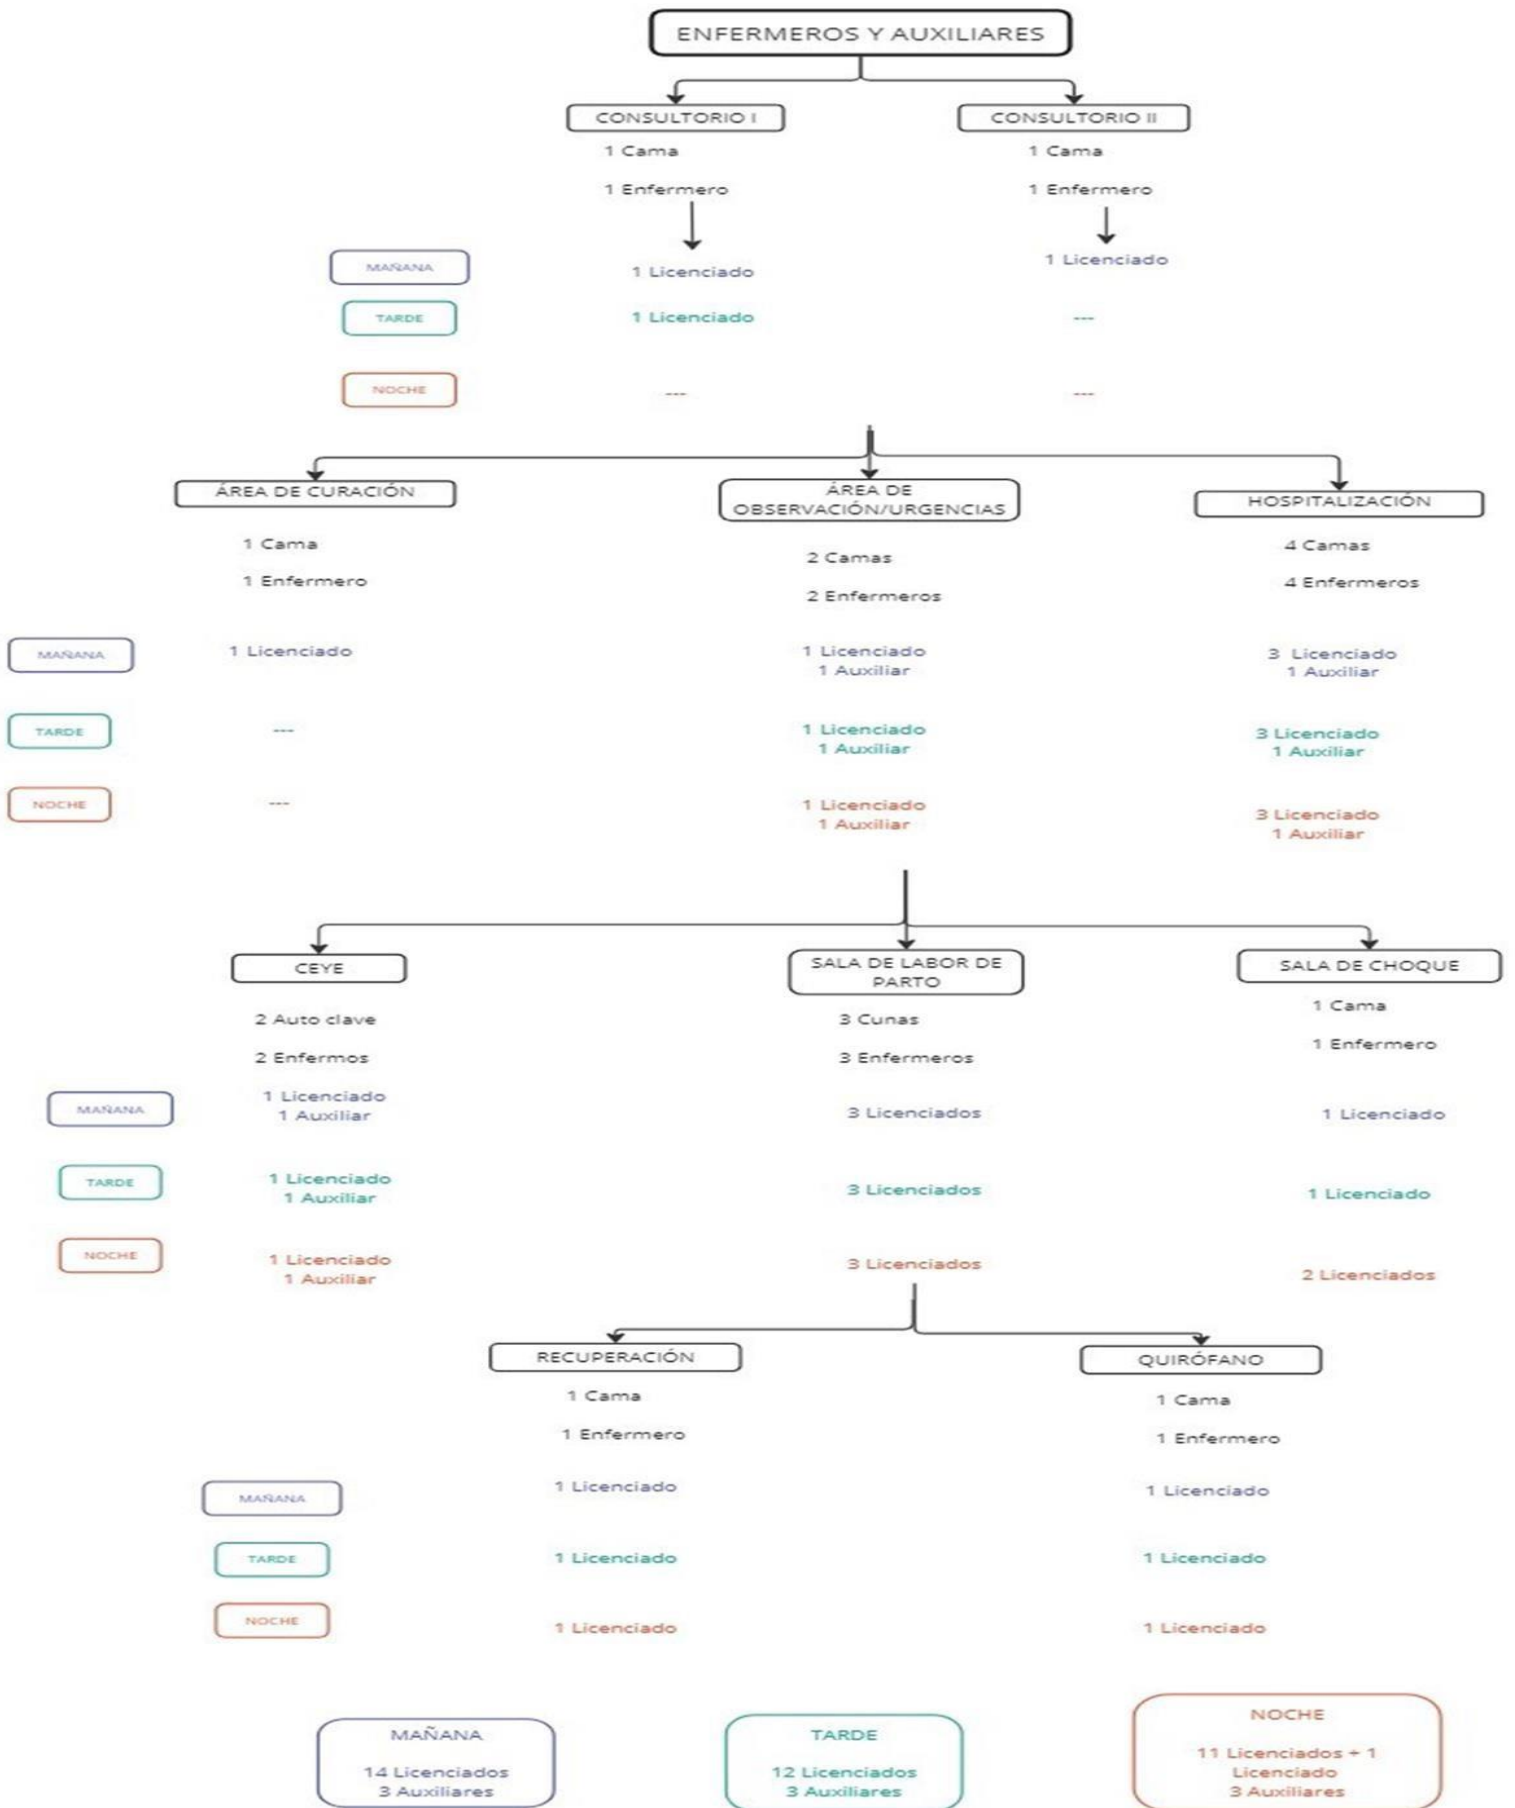 ENFERMEROS Y AUXILIARES
CONSULTORIO I
CONSULTORIO II
1 Cama
1 Cama
1 Enfermero
1 Enfermero
MAÑANA
1 Licenciado
1 Licenciado
TARDE
1 Licenciado
---
NOCHE
---
---
ÁREA DE CURACIÓN
ÁREA DE
OBSERVACIÓN/URGENCIAS
HOSPITALIZACIÓN
1 Cama
2 Camas
4 Camas
1 Enfermero
2 Enfermeros
4 Enfermeros
MAÑANA
1 Licenciado
1 Licenciado
1 Auxiliar
3 Licenciado
1 Auxiliar
TARDE
---
1 Licenciado
1 Auxiliar
3 Licenciado
1 Auxiliar
NOCHE
---
1 Licenciado
1 Auxiliar
3 Licenciado
1 Auxiliar
CEYE
SALA DE LABOR DE
PARTO
SALA DE CHOQUE
2 Auto clave
3 Cunas
1 Cama
2 Enfermos
3 Enfermeros
1 Enfermero
MAÑANA
1 Licenciado
1 Auxiliar
3 Licenciados
1 Licenciado
TARDE
1 Licenciado
1 Auxiliar
3 Licenciados
1 Licenciado
NOCHE
1 Licenciado
1 Auxiliar
3 Licenciados
2 Licenciados
RECUPERACIÓN
QUIRÓFANO
1 Cama
1 Cama
1 Enfermero
1 Enfermero
MAÑANA
1 Licenciado
1 Licenciado
TARDE
1 Licenciado
1 Licenciado
NOCHE
1 Licenciado
1 Licenciado
MAÑANA
14 Licenciados
3 Auxiliares
TARDE
12 Licenciados
3 Auxiliares
NOCHE
11 Licenciados + 1
Licenciado
3 Auxiliares